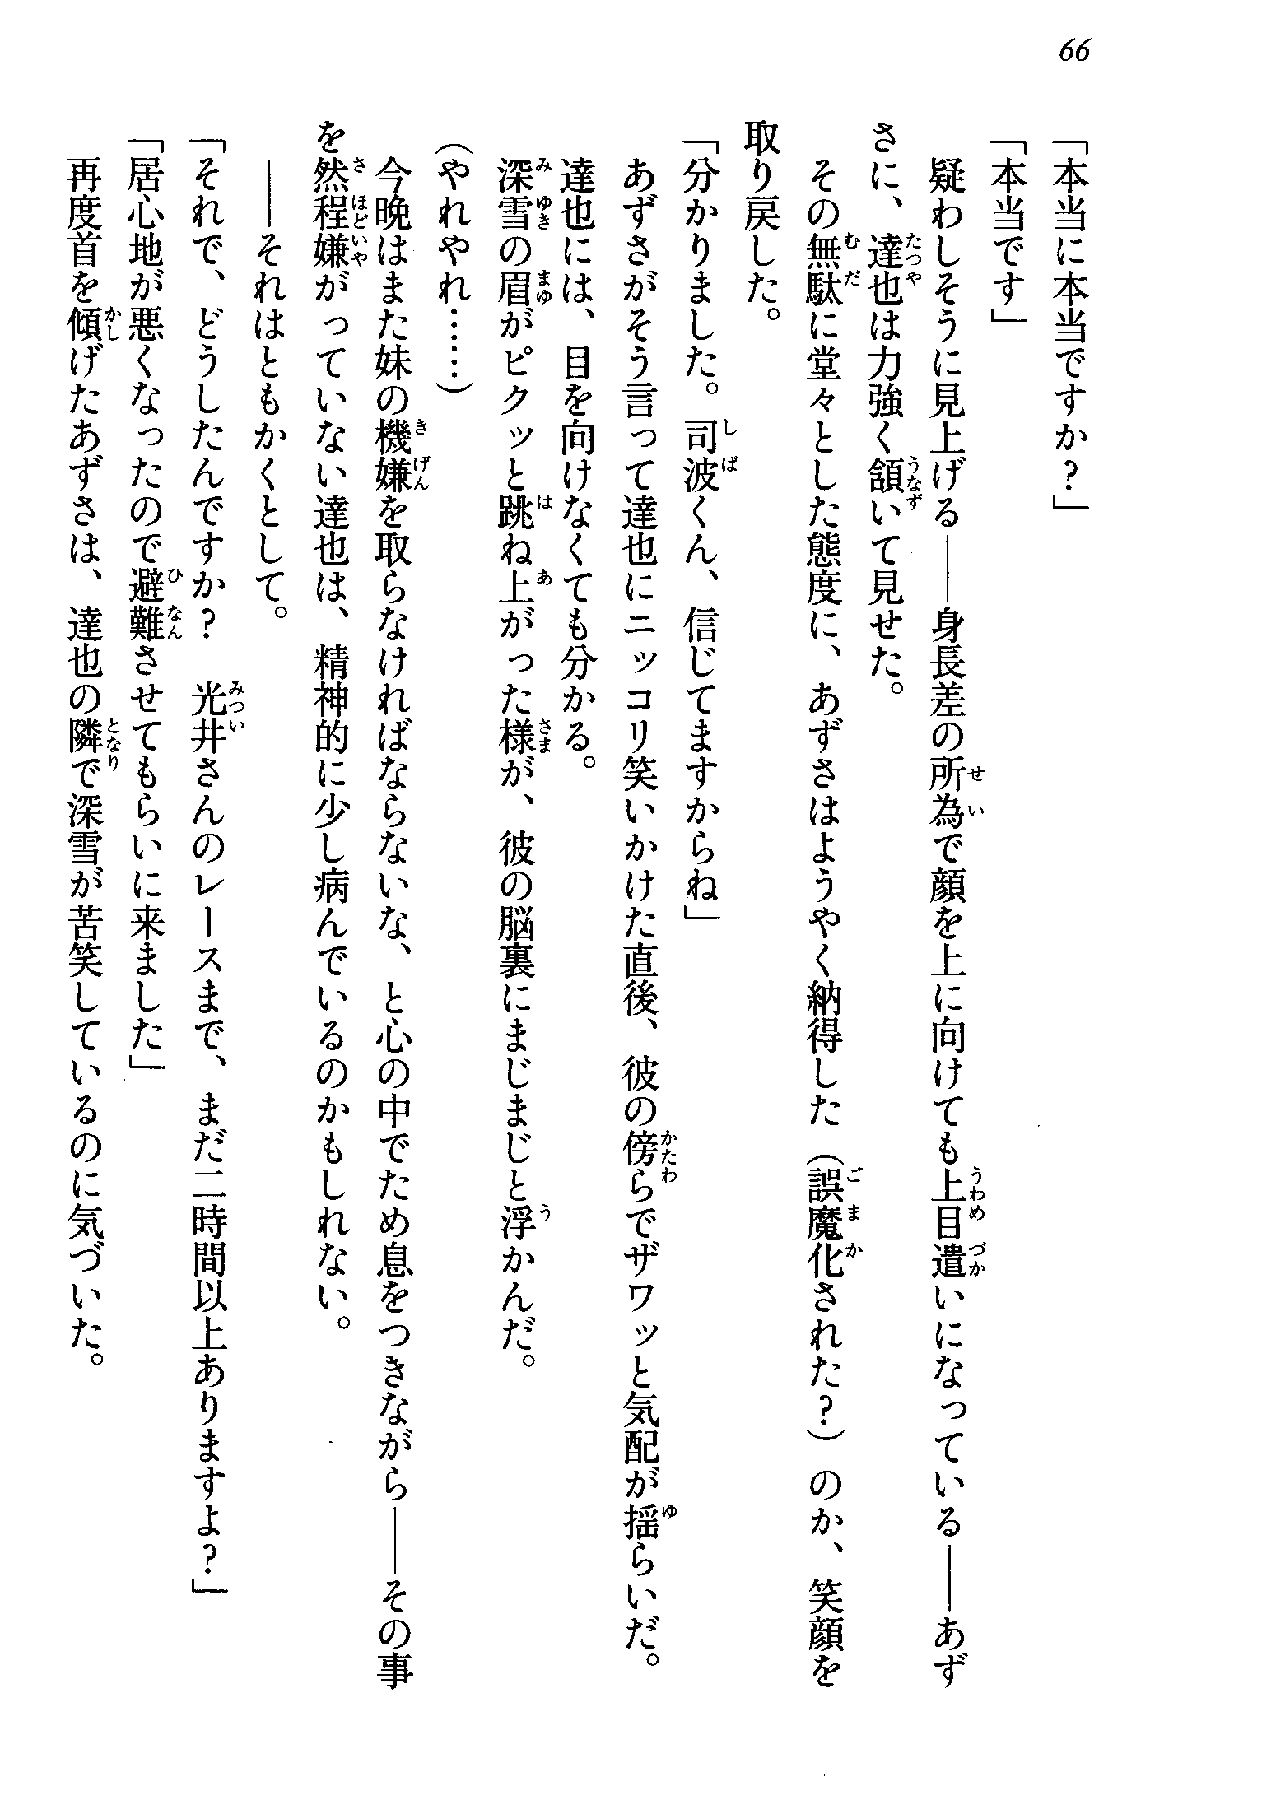 66
「本当に本当ですか？」
「本当です」
疑わしそうに見上げる――身長差の所為で顔を上に向けても上目遣いになっている――あず
さに、達也は力強く頷いて見せた。
その無駄に堂々とした態度に、あずさはようやく納得した（誤魔化された？）のか、笑顔を
取り戻した。
「分かりました。司波くん、信じてますからね」
あずさがそう言って達也にニッコリ笑いかけた直後、彼の傍らでザワッと気配が揺らいだ。
達也には、目を向けなくても分かる。
深雪の眉がピクッと跳ね上がった様が、彼の脳裏にまじまじと浮かんだ。
（やれやれ……）
今晩はまた妹の機嫌を取らなければならないな、と心の中でため息をつきながら――その事
を然程嫌がっていない達也は、精神的に少し病んでいるのかもしれない。
――それはともかくとして。
「それで、どうしたんですか？　光井さんのレースまで、まだ二時間以上ありますよ？」
「居心地が悪くなったので避難させてもらいに来ました」
再度首を傾げたあずさは、達也の隣で深雪が苦笑しているのに気づいた。